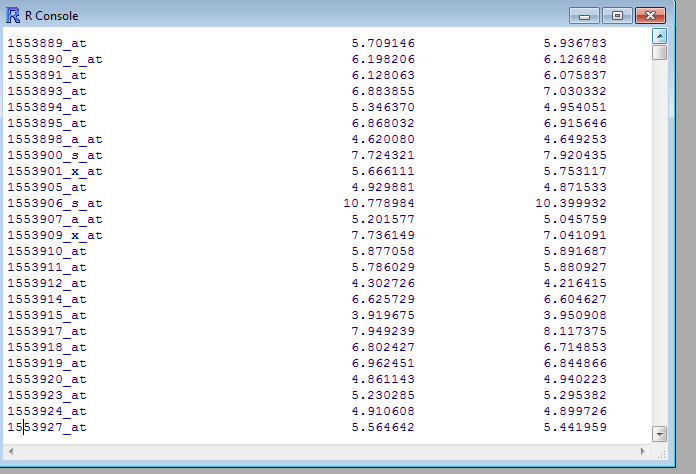 R Console
1553889_at 5.709146 5.936783
1553890_s_at 6.198206 6.126848
1553891_at 6.128063 6.075837
1553893_at 6.883855 7.030332
1553894_at 5.346370 4.954051
1553895_at 6.868032 6.915646
1553898_a_at 4.620080 4.649253
1553900_s_at 7.724321 7.920435
1553901_x_at 5.666111 5.753117
1553905_at 4.929881 4.871533
1553906_s_at 10.778984 10.399932
1553907_a_at 5.201577 5.045759
1553909_x_at 7.736149 7.041091
1553910_at 5.877058 5.891687
1553911_at 5.786029 5.880927
1553912_at 4.302726 4.216415
1553914_at 6.625729 6.604627
1553915_at 3.919675 3.950908
1553917_at 7.949239 8.117375
1553918_at 6.802427 6.714853
1553919_at 6.962451 6.844866
1553920_at 4.861143 4.940223
1553923_at 5.230285 5.295382
1553924_at 4.910608 4.899726
1553927_at 5.564642 5.441959